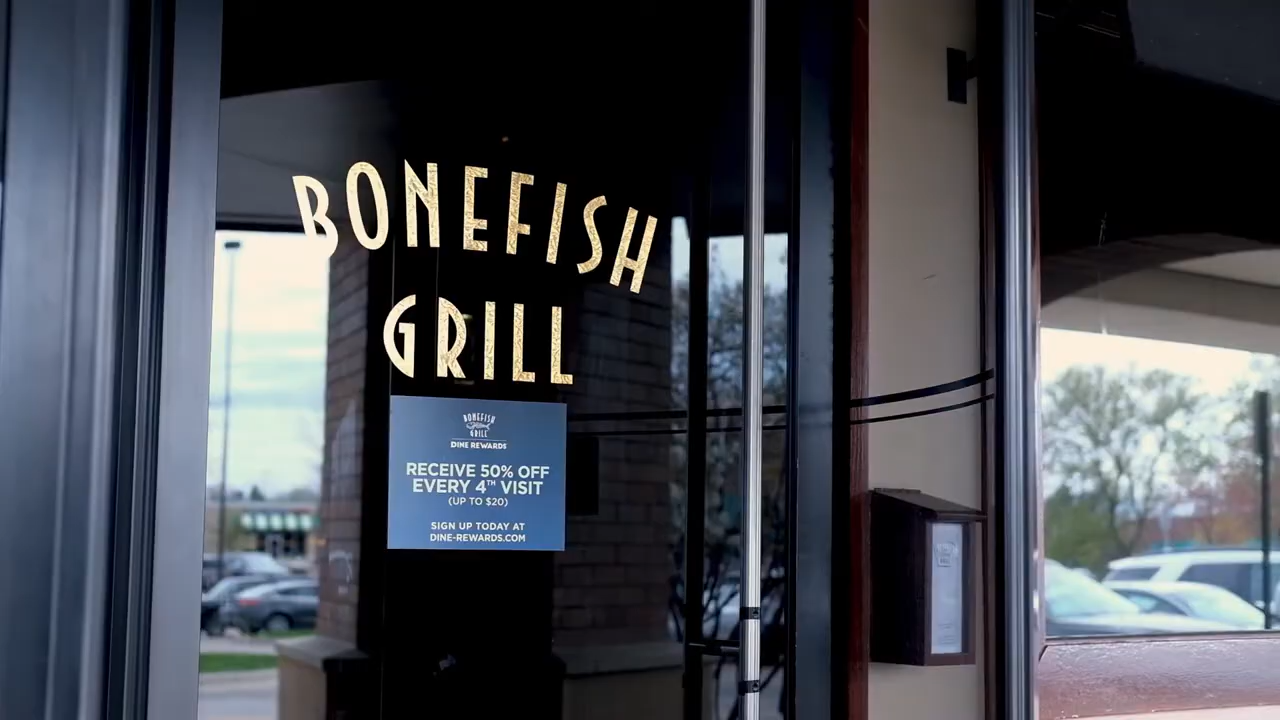 BONEFISH
GRILL
BONEFISH
GRILL
DINE REWARDS
RECEIVE 50% OFF
EVERY 4TH VISIT
(UP TO $20)
SIGN UP TODAY AT
DINE-REWARDS.COM